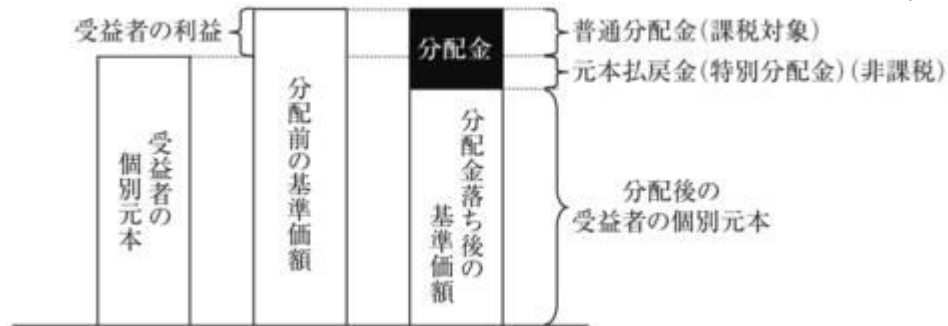 受益者の利益
分配金
普通分配金(課税対象)
元本払戻金(特別分配金)(非課税)
受益者の
個別元本
分配前の基準価額
分配金落ち後の
基準価額
分配後の
受益者の個別元本